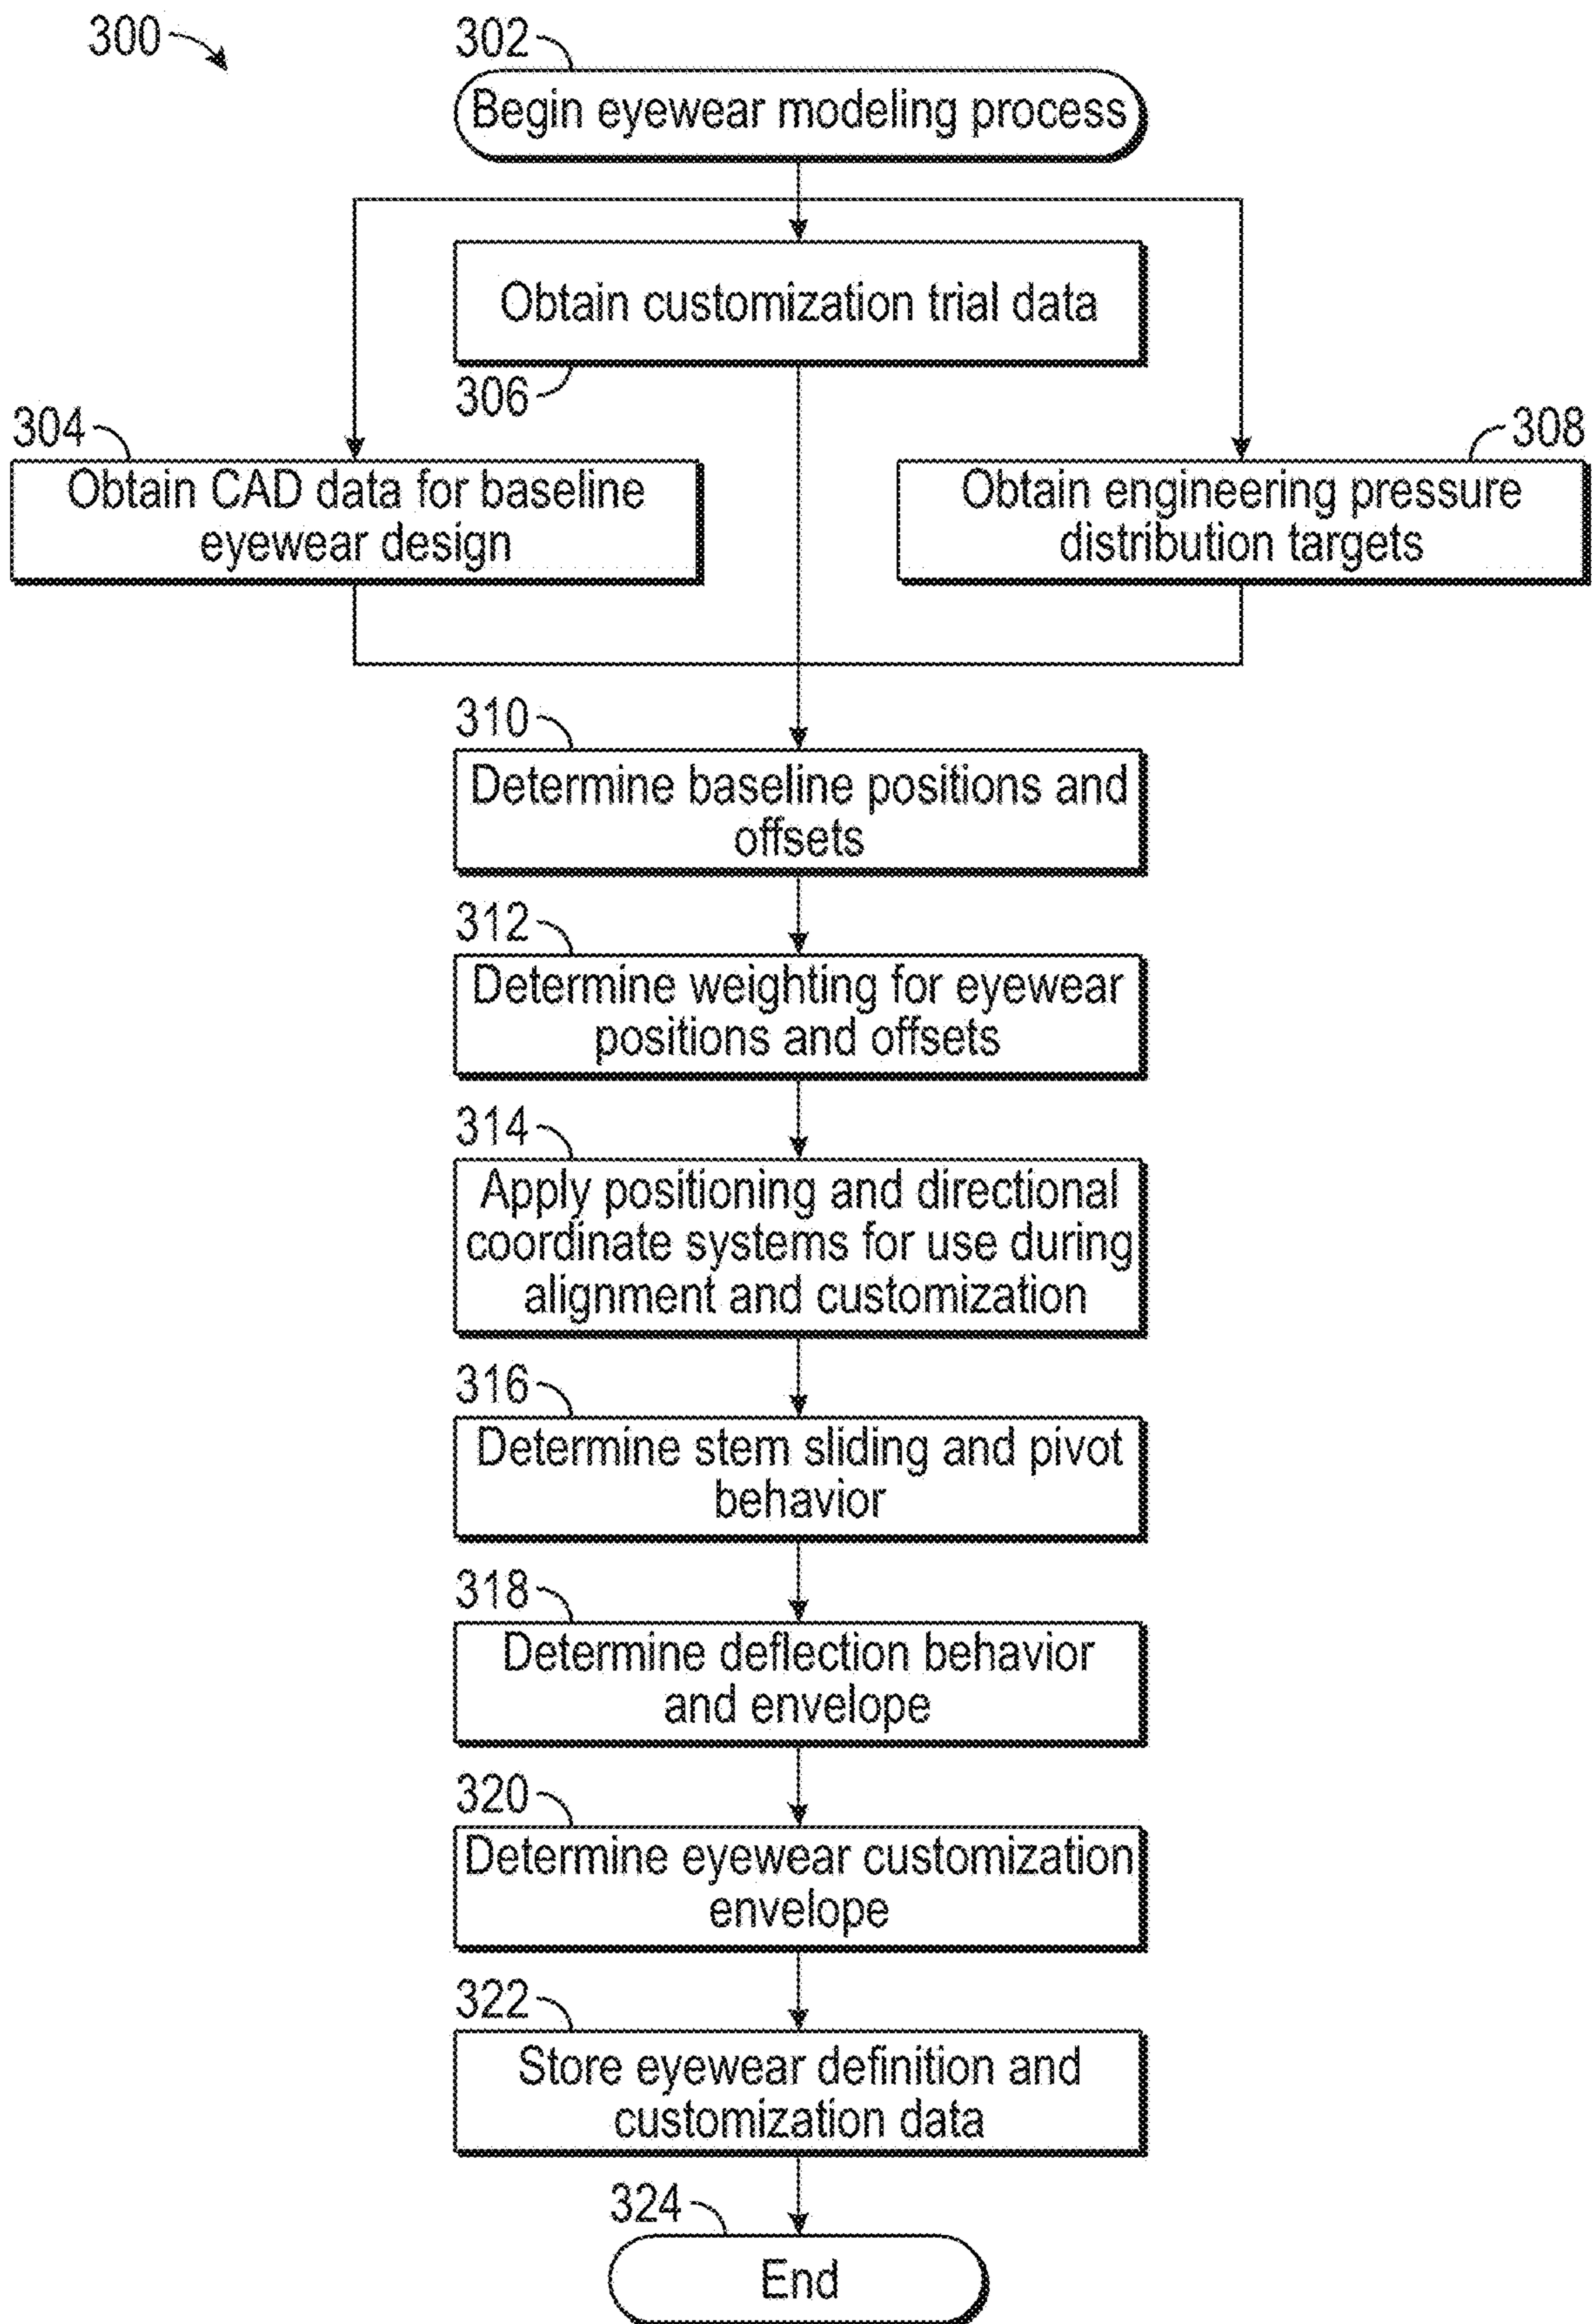 300
302
Begin eyewear modeling process
Obtain customization trial data
306
304
Obtain CAD data for baseline
eyewear design
308
Obtain engineering pressure
distribution targets
310
Determine baseline positions and
offsets
312
Determine weighting for eyewear
positions and offsets
314
Apply positioning and directional
coordinate systems for use during
alignment and customization
316
Determine stem sliding and pivot
behavior
318
Determine deflection behavior
and envelope
320
Determine eyewear customization
envelope
322
Store eyewear definition and
customization data
324
End